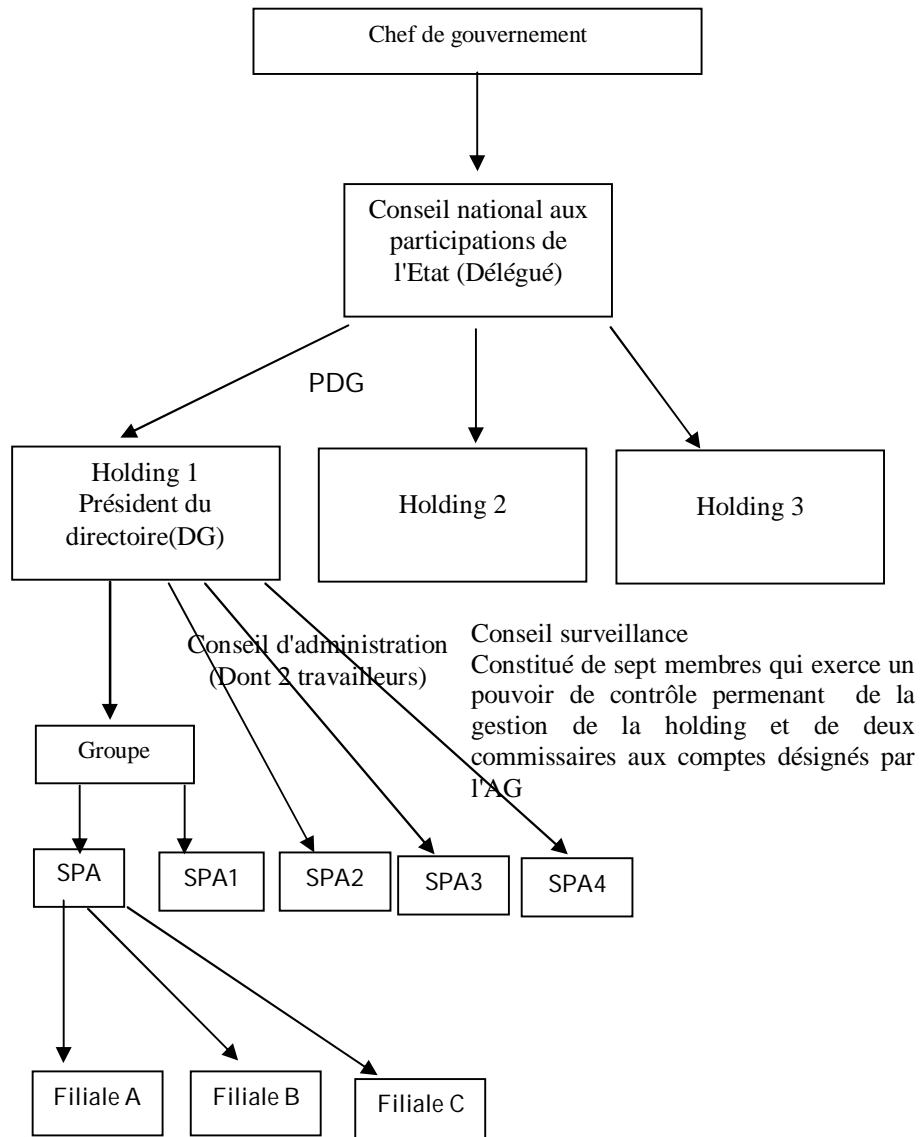 Chef de gouvernement
Conseil national aux
participations de
l'Etat (Délégué)
PDG
Holding 1
Président du
directoire(DG)
Holding 2
Holding 3
Conseil d'administration
(Dont 2 travailleurs)
Conseil surveillance
Constitué de sept membres qui exerce un
pouvoir de contrôle permenant de la
gestion de la holding et de deux
commissaires aux comptes désignés par
l'AG
Groupe
SPA
SPA1
SPA2
SPA3
SPA4
Filiale A
Filiale B
Filiale C